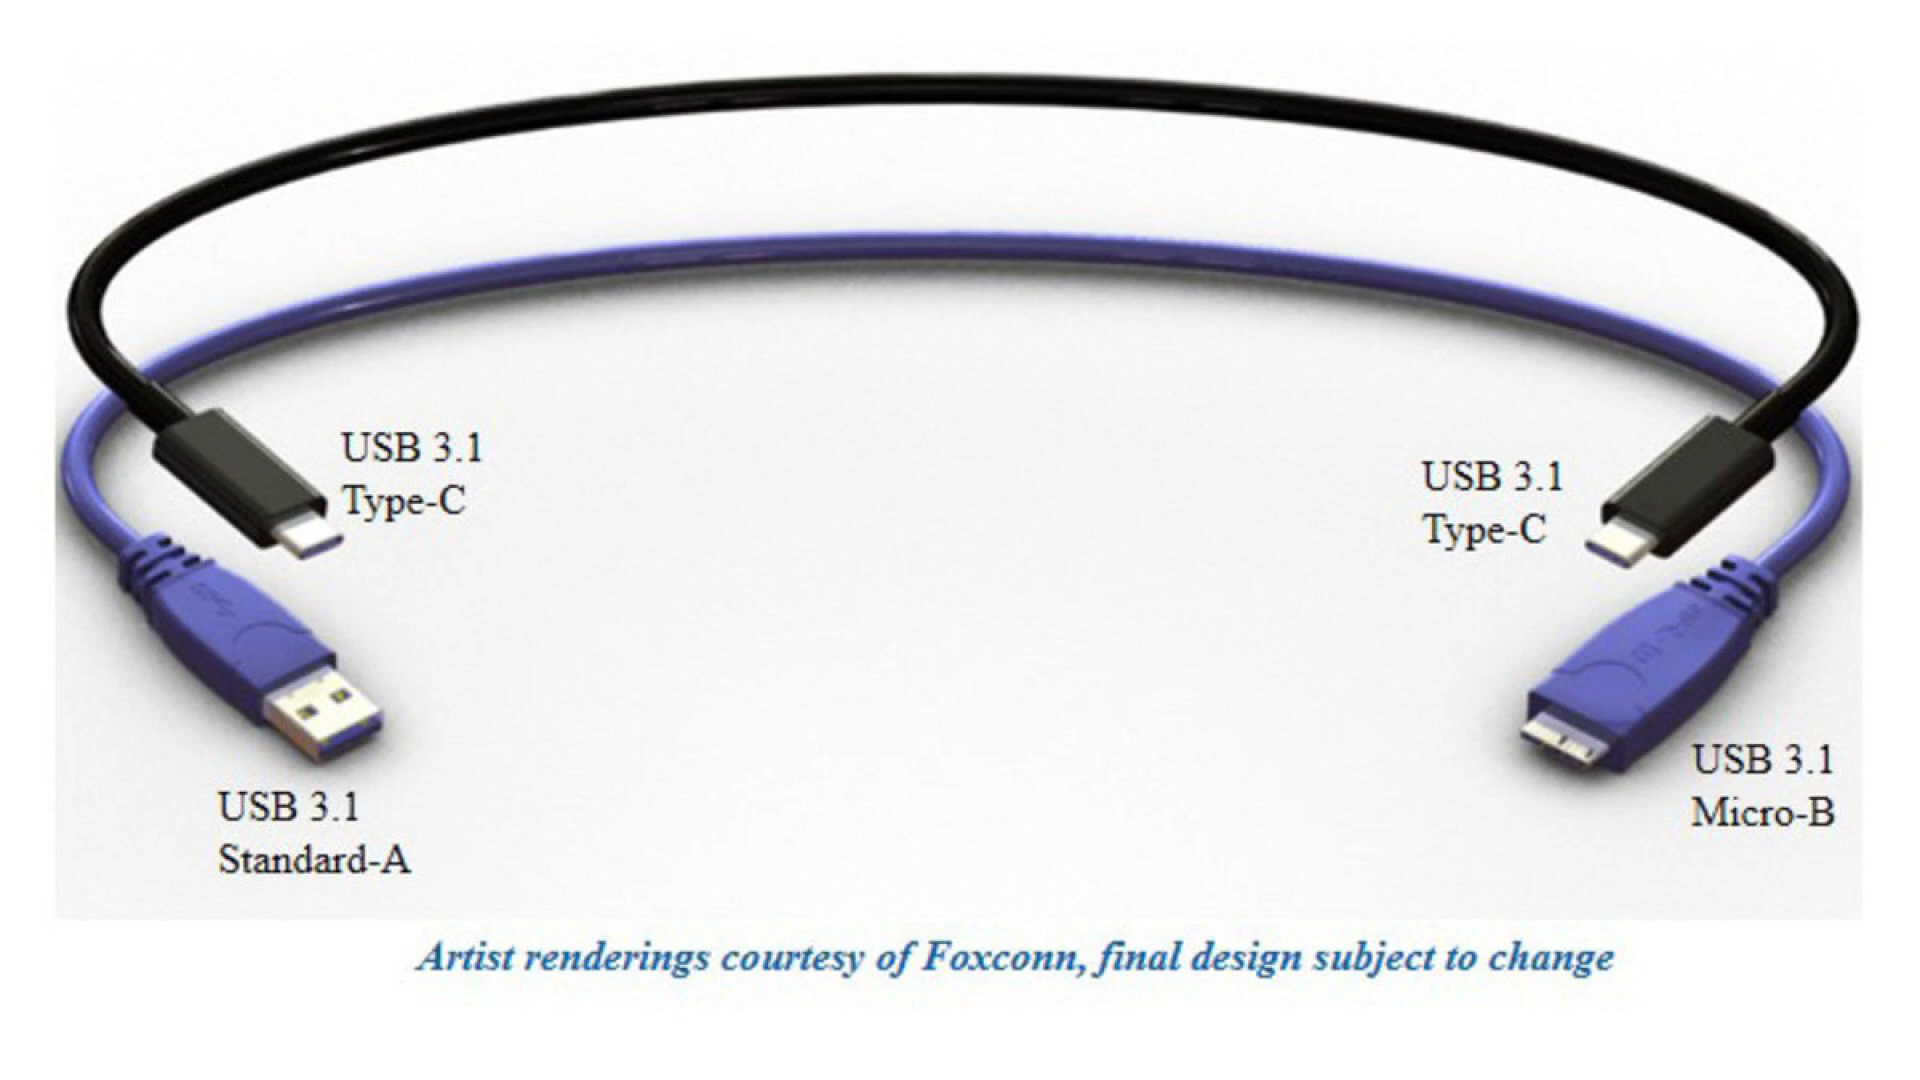 USB 3.1
Type-C
USB 3.1
Type-C
USB 3.1
Standard-A
USB 3.1
Micro-B
Artist renderings courtesy of Foxconn, final design subject to change